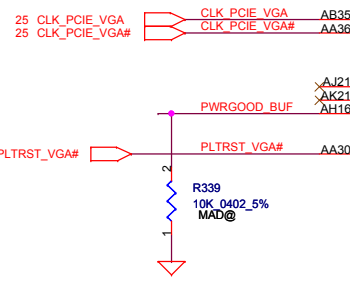 25 CLK_PCIE_VGA CLK_PCIE_VGA AB35
25 CLK_PCIE_VGA# CLK_PCIE_VGA# AA36
AJ21
AK21
PWRGOOD_BUF AH16
PLTRST_VGA# PLTRST_VGA# AA30
2
R339
10K_0402_5%
MAD@
1